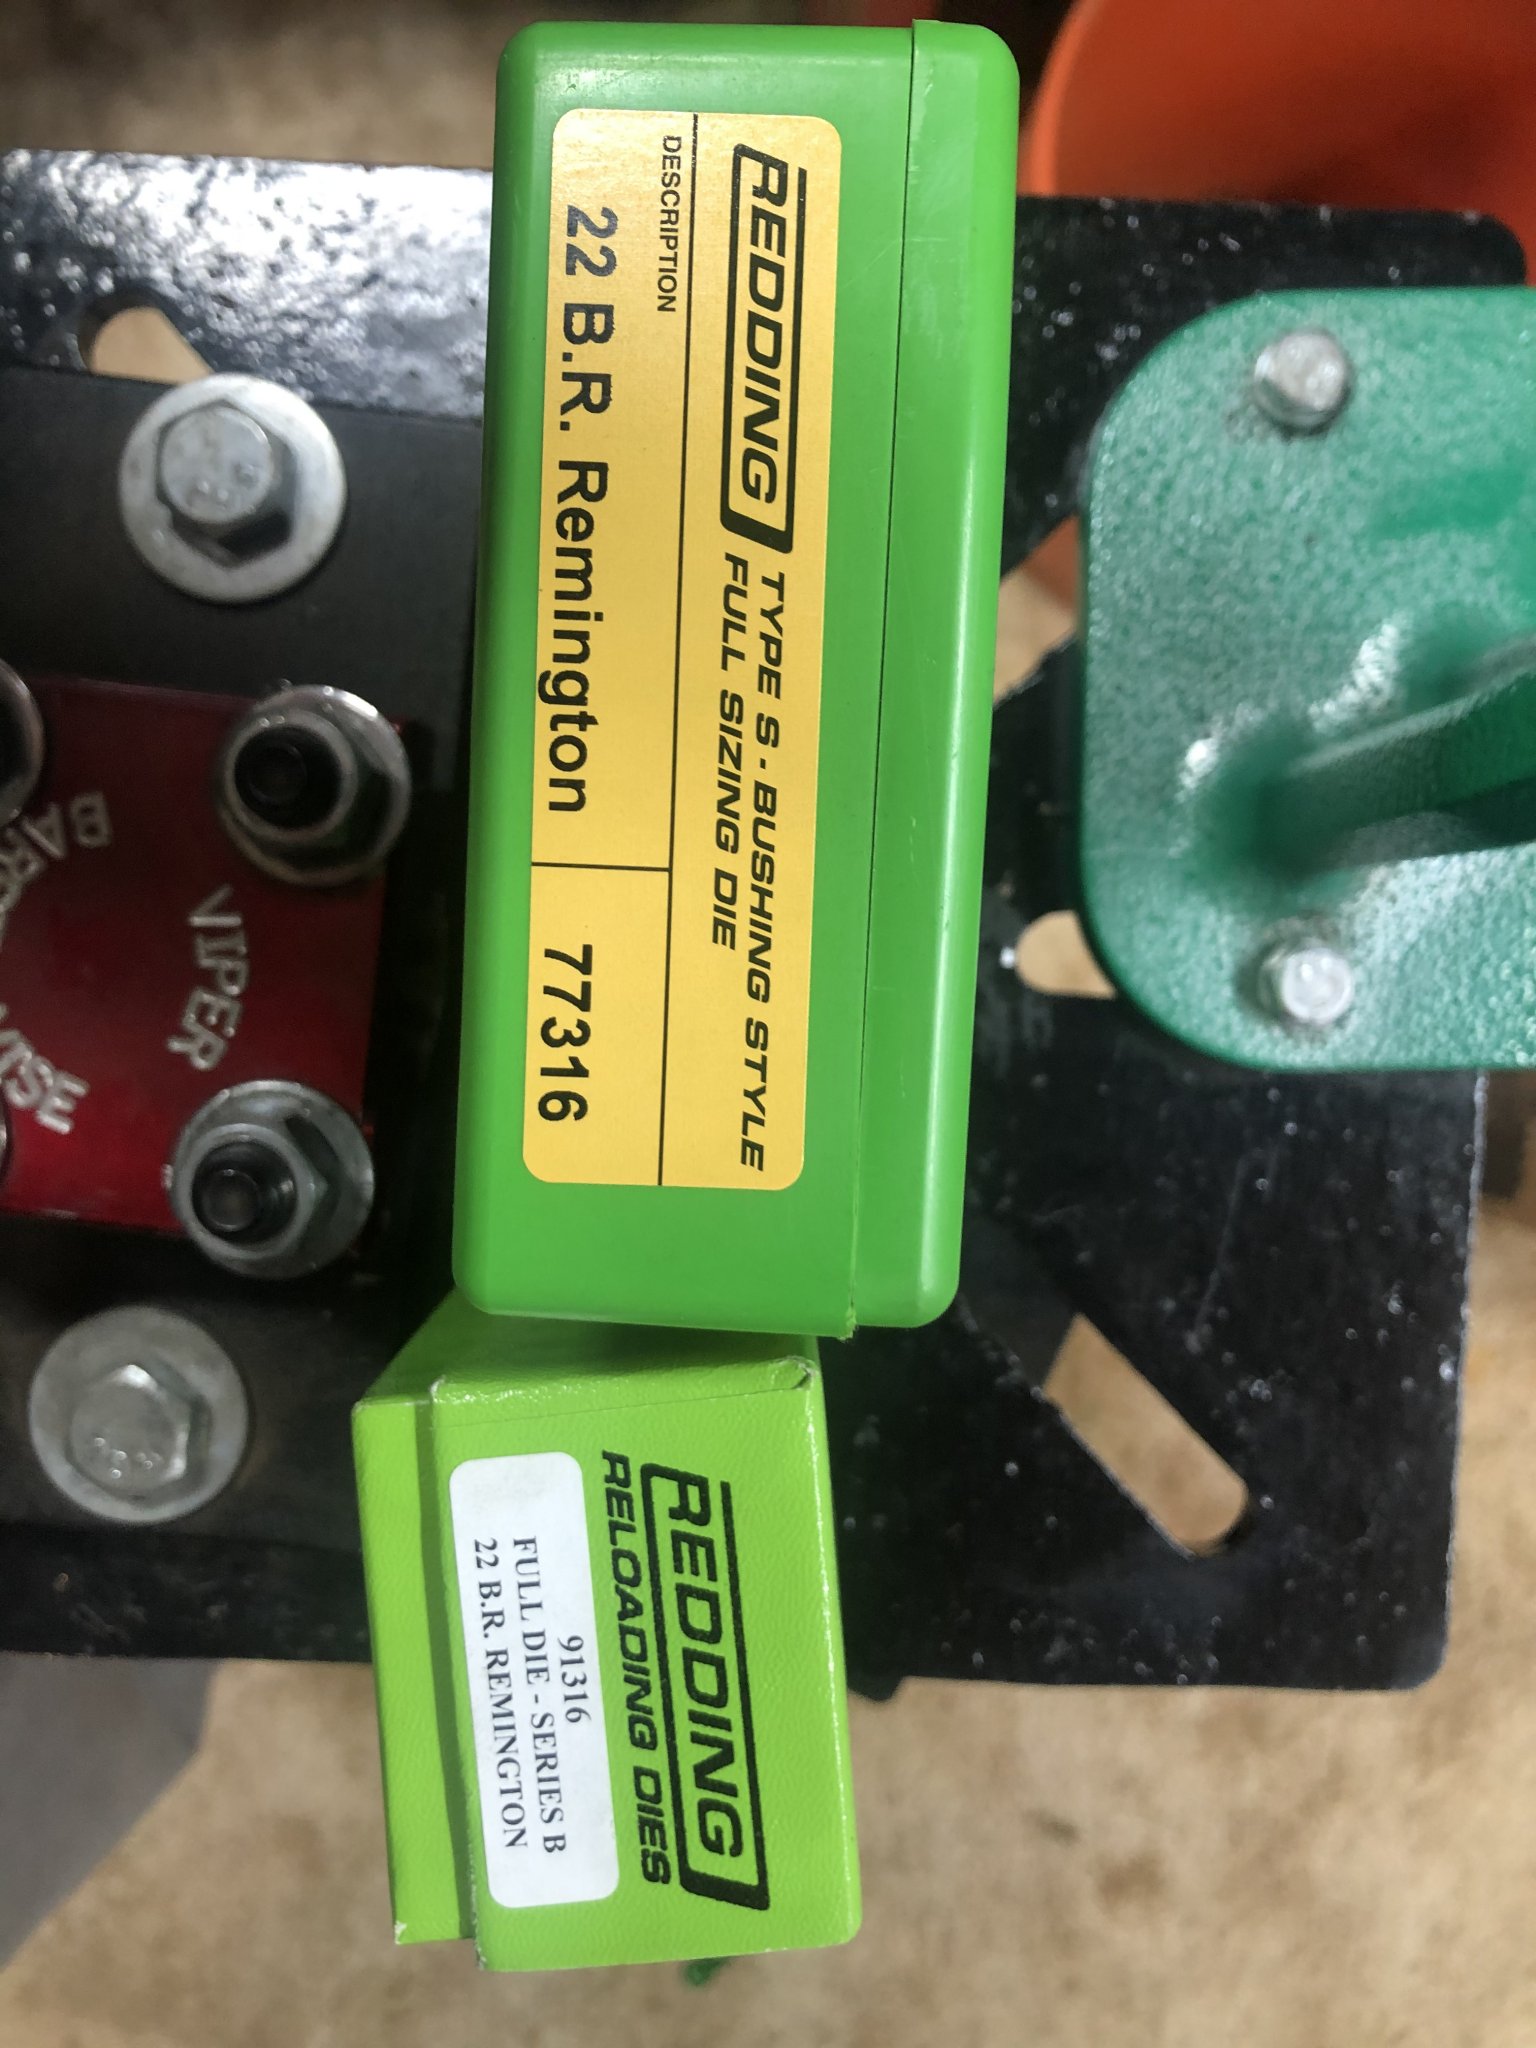 REDDING
TYPE S - BUSHING STYLE
FULL SIZING DIE
DESCRIPTION
22 B.R. Remington
77316
REDDING
RELOADING DIES
91316
FULL DIE - SERIES B
22 B.R. REMINGTON
VIPER